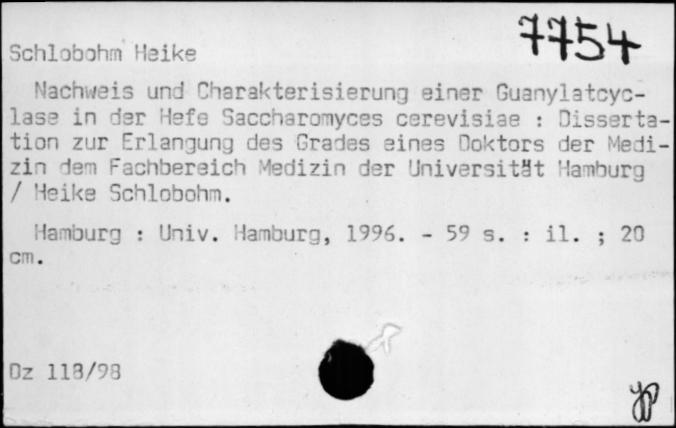 7754
Schlobohm Heike
Nachweis und Charakterisierung einer Guanylatcyc-
lase in der Hefe Saccharomyces cerevisiae : Disserta-
tion zur Erlangung des Grades eines Doktors der Medi-
zin dem Fachbereich Medizin der Universität Hamburg
/ Heike Schlobohm.
Hamburg : Univ. Hamburg, 1996. - 59 s. : il. ; 20
cm.
Dz 118/98